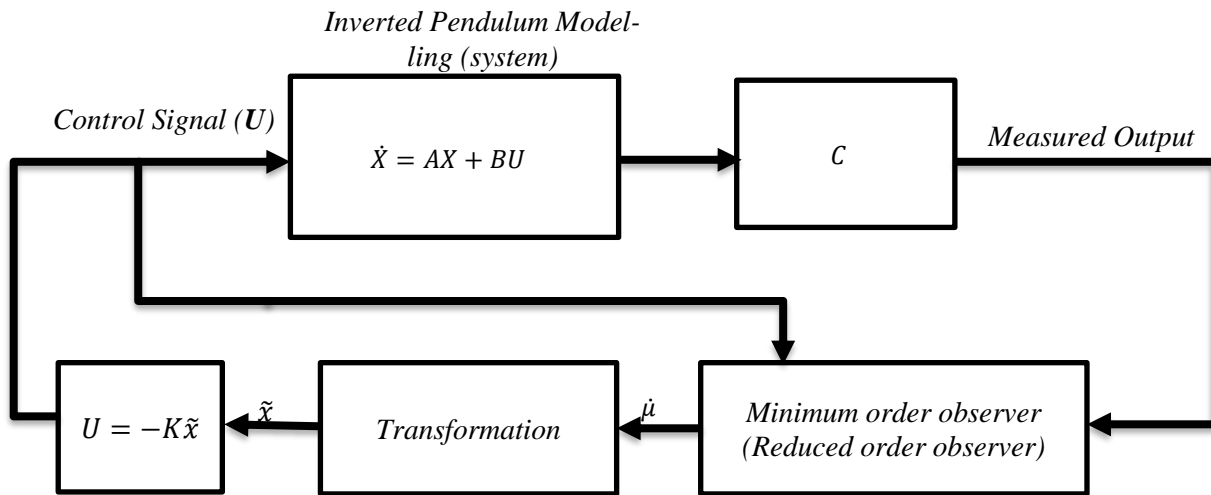 Inverted Pendulum Model-
ling (system)
Control Signal (U)
Ẋ = AX + BU
C
Measured Output
U = −Kx̃
x̃
Transformation
μ̇
Minimum order observer
(Reduced order observer)